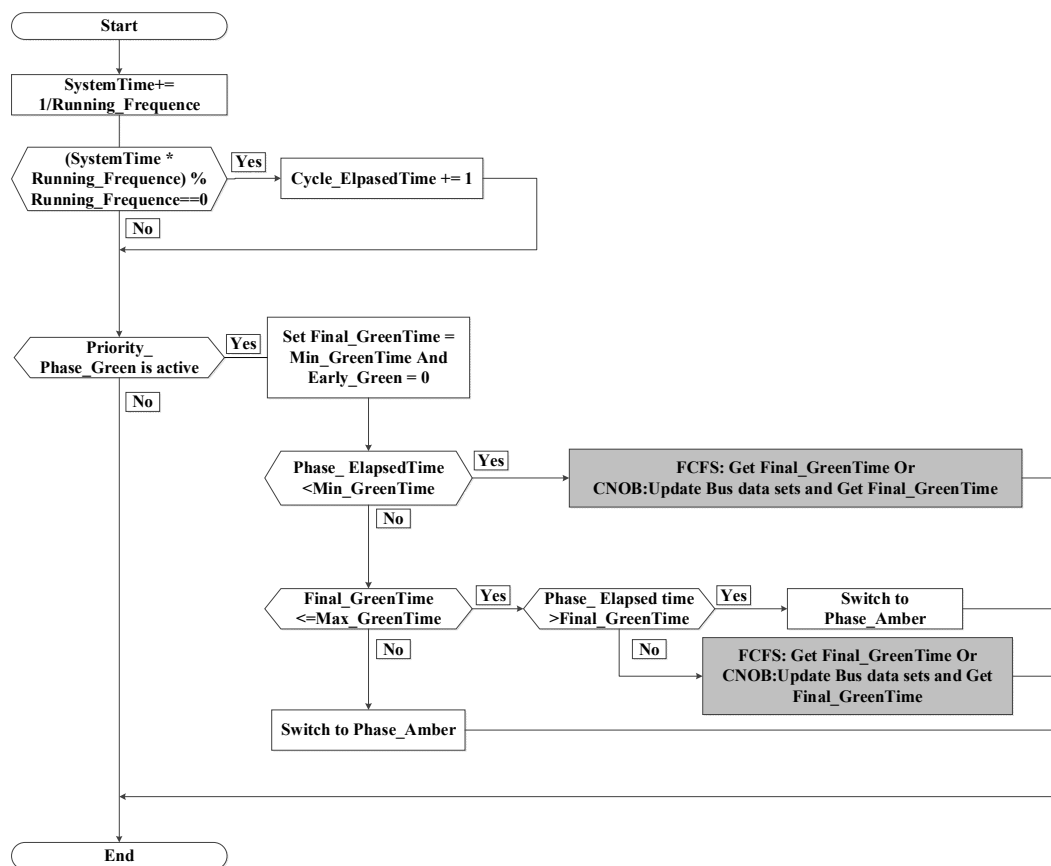 Start
SystemTime+=
1/Running_Frequence
(SystemTime *
Running_Frequence) %
Running_Frequence==0
Yes
Cycle_ElpasedTime += 1
No
Priority_
Phase_Green is active
Yes
Set Final_GreenTime =
Min_GreenTime And
Early_Green = 0
No
Phase_ ElapsedTime
<Min_GreenTime
Yes
FCFS: Get Final_GreenTime Or
CNOB:Update Bus data sets and Get Final_GreenTime
No
Final_GreenTime
<=Max_GreenTime
Yes
Phase_ Elapsed time
>Final_GreenTime
Yes
Switch to
Phase_Amber
No
No
FCFS: Get Final_GreenTime Or
CNOB:Update Bus data sets and Get
Final_GreenTime
Switch to Phase_Amber
End